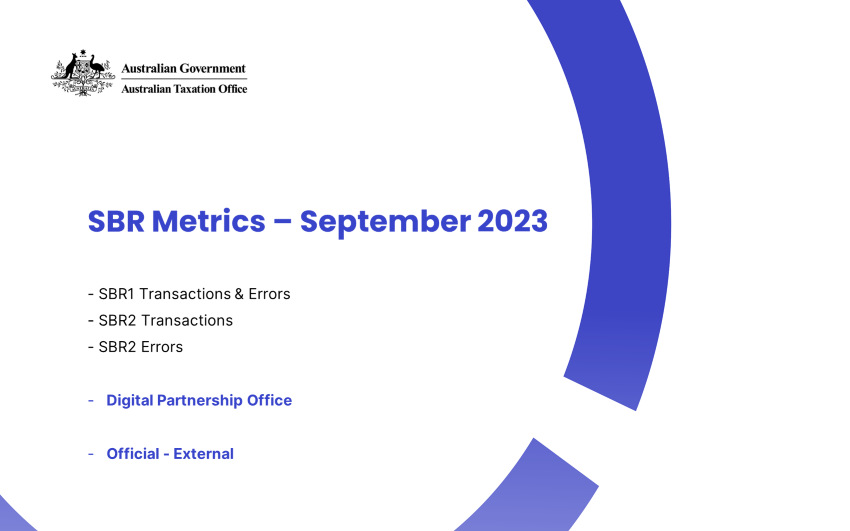 Australian Government
Australian Taxation Office
SBR Metrics – September 2023
- SBR1 Transactions & Errors
- SBR2 Transactions
- SBR2 Errors
- Digital Partnership Office
- Official - External